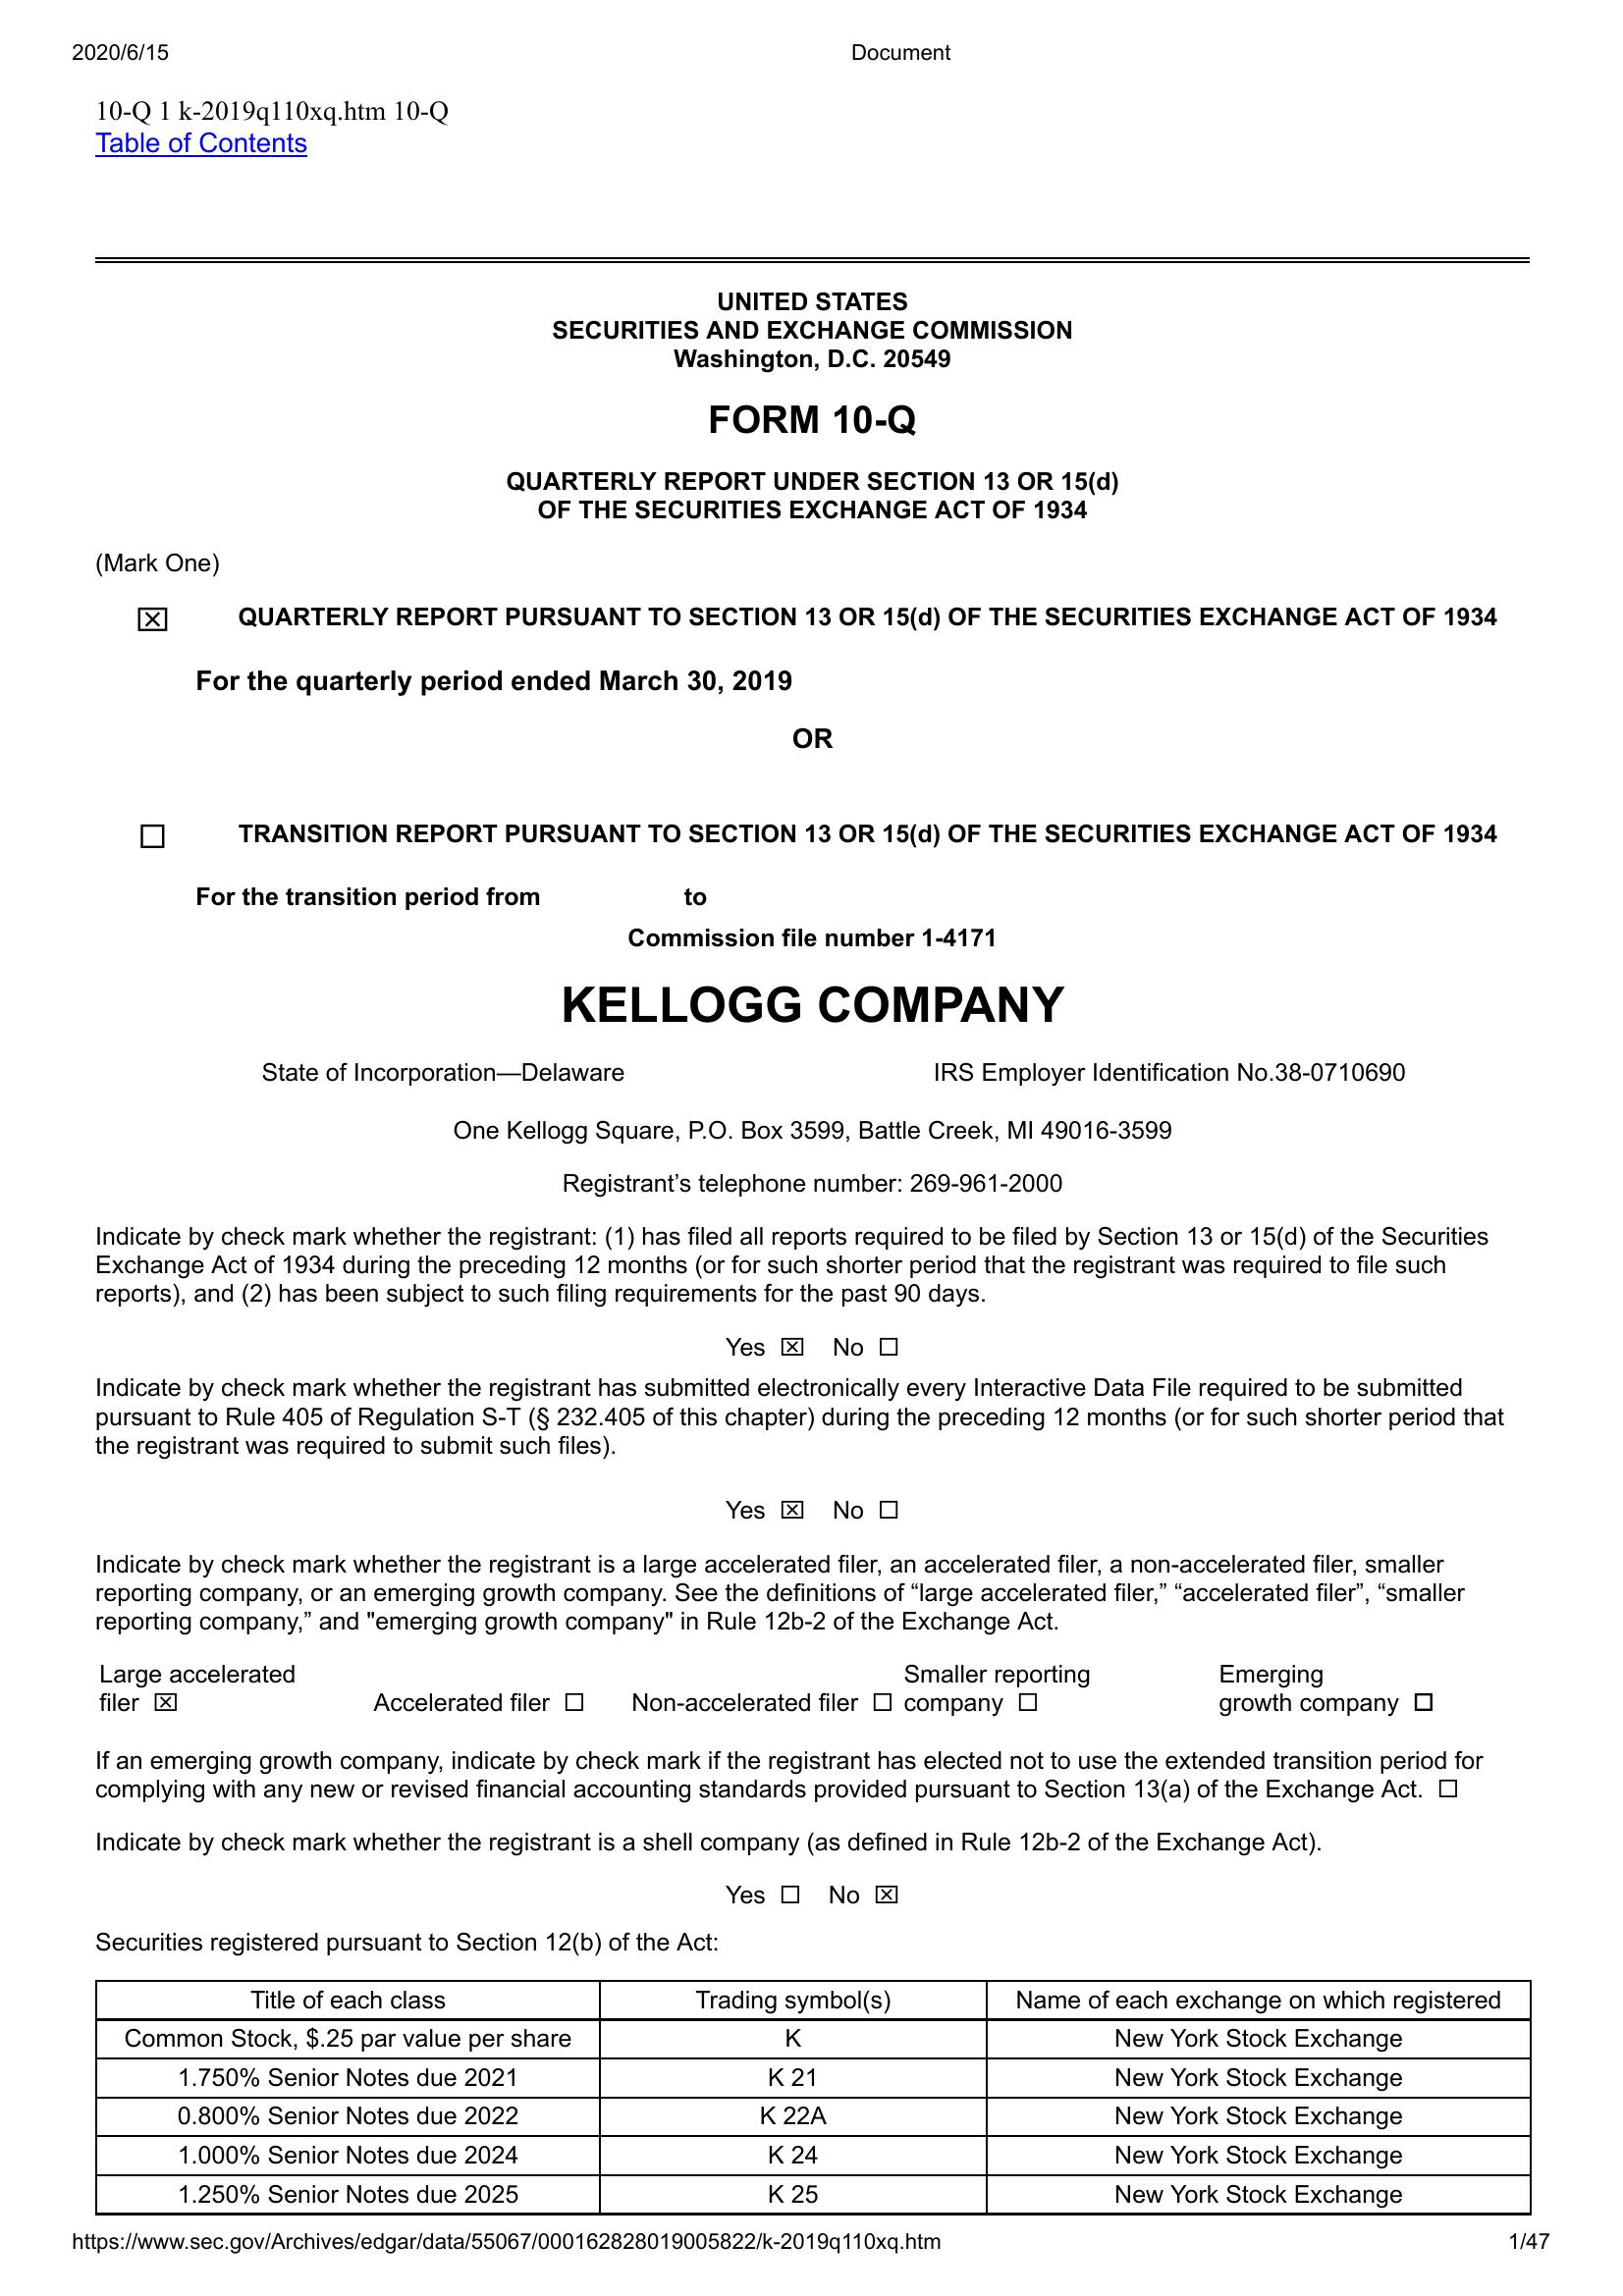 2020/6/15 Document
10-Q 1 k-2019q110xq.htm 10-Q
Table of Contents
UNITED STATES
SECURITIES AND EXCHANGE COMMISSION
Washington, D.C. 20549
FORM 10-Q
QUARTERLY REPORT UNDER SECTION 13 OR 15(d)
OF THE SECURITIES EXCHANGE ACT OF 1934
(Mark One)
☒ QUARTERLY REPORT PURSUANT TO SECTION 13 OR 15(d) OF THE SECURITIES EXCHANGE ACT OF 1934
For the quarterly period ended March 30, 2019
OR
☐ TRANSITION REPORT PURSUANT TO SECTION 13 OR 15(d) OF THE SECURITIES EXCHANGE ACT OF 1934
For the transition period from to
Commission file number 1-4171
KELLOGG COMPANY
State of Incorporation—Delaware IRS Employer Identification No.38-0710690
One Kellogg Square, P.O. Box 3599, Battle Creek, MI 49016-3599
Registrant’s telephone number: 269-961-2000
Indicate by check mark whether the registrant: (1) has filed all reports required to be filed by Section 13 or 15(d) of the Securities
Exchange Act of 1934 during the preceding 12 months (or for such shorter period that the registrant was required to file such
reports), and (2) has been subject to such filing requirements for the past 90 days.
Yes ☒ No ☐
Indicate by check mark whether the registrant has submitted electronically every Interactive Data File required to be submitted
pursuant to Rule 405 of Regulation S-T (§ 232.405 of this chapter) during the preceding 12 months (or for such shorter period that
the registrant was required to submit such files).
Yes ☒ No ☐
Indicate by check mark whether the registrant is a large accelerated filer, an accelerated filer, a non-accelerated filer, smaller
reporting company, or an emerging growth company. See the definitions of “large accelerated filer,” “accelerated filer”, “smaller
reporting company,” and "emerging growth company" in Rule 12b-2 of the Exchange Act.
Large accelerated Smaller reporting Emerging
filer ☒ Accelerated filer ☐ Non-accelerated filer ☐ company ☐ growth company ☐
If an emerging growth company, indicate by check mark if the registrant has elected not to use the extended transition period for
complying with any new or revised financial accounting standards provided pursuant to Section 13(a) of the Exchange Act. ☐
Indicate by check mark whether the registrant is a shell company (as defined in Rule 12b-2 of the Exchange Act).
Yes ☐ No ☒
Securities registered pursuant to Section 12(b) of the Act:
Title of each class Trading symbol(s) Name of each exchange on which registered
Common Stock, $.25 par value per share K New York Stock Exchange
1.750% Senior Notes due 2021 K 21 New York Stock Exchange
0.800% Senior Notes due 2022 K 22A New York Stock Exchange
1.000% Senior Notes due 2024 K 24 New York Stock Exchange
1.250% Senior Notes due 2025 K 25 New York Stock Exchange
https://www.sec.gov/Archives/edgar/data/55067/000162828019005822/k-2019q110xq.htm 1/47